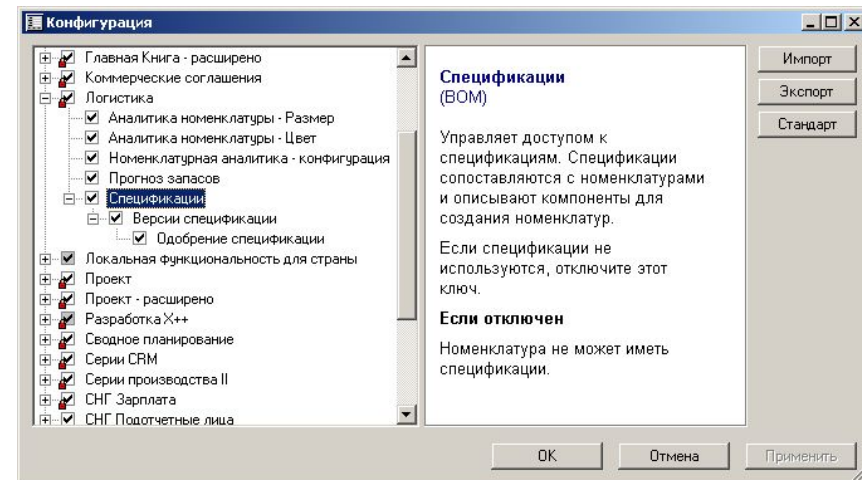 Конфигурация
Главная Книга - расширено
Коммерческие соглашения
Логистика
Аналитика номенклатуры - Размер
Аналитика номенклатуры - Цвет
Номенклатурная аналитика - конфигурация
Прогноз запасов
Спецификации
Версии спецификации
Одобрение спецификации
Локальная функциональность для страны
Проект
Проект - расширено
Разработка X++
Сводное планирование
Серии CRM
Серии производства II
СНГ Зарплата
СНГ Подотчетные лица
Спецификации
(BOM)
Управляет доступом к
спецификациям. Спецификации
сопоставляются с номенклатурами
и описывают компоненты для
создания номенклатур.
Если спецификации не
используются, отключите этот
ключ.
Если отключен
Номенклатура не может иметь
спецификации.
Импорт
Экспорт
Стандарт
OK
Отмена
Применить